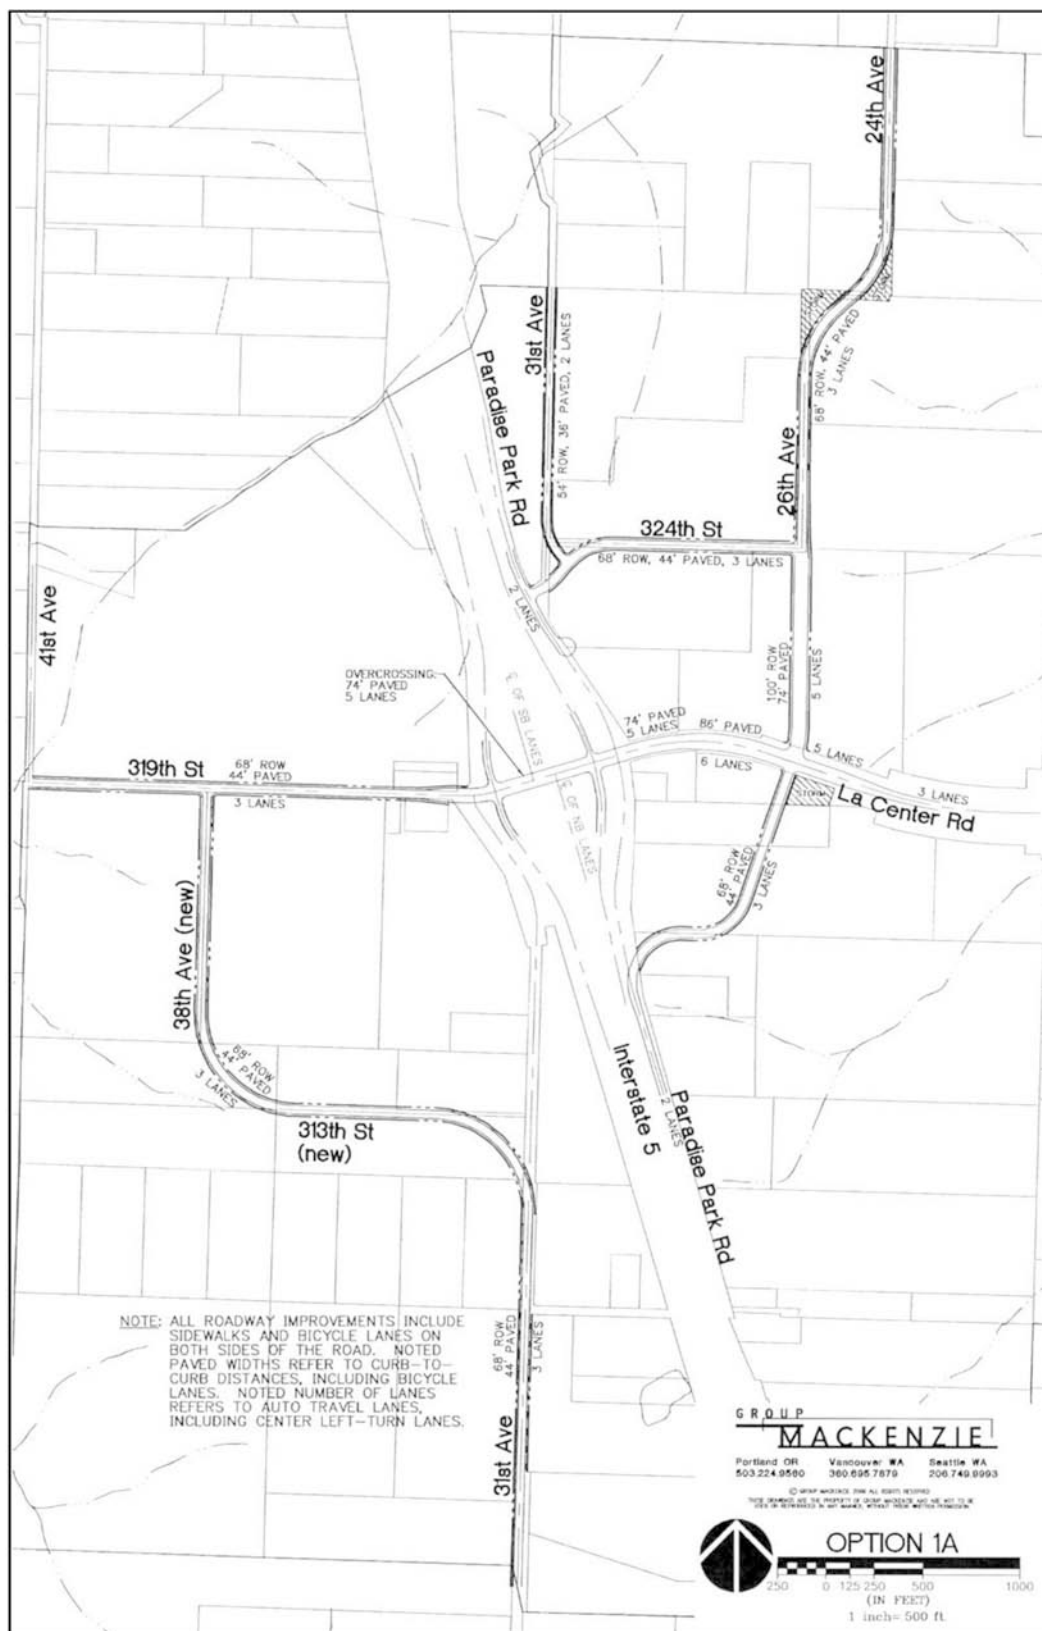 24th Ave
31st Ave
54' ROW, 36' PAVED, 2 LANES
Paradise Park Rd
68' ROW, 44' PAVED
3 LANES
26th Ave
324th St
68' ROW, 44' PAVED, 3 LANES
2 LANES
41st Ave
OVERCROSSING:
74' PAVED
5 LANES
℄ OF SB LANES
100' ROW
74' PAVED
5 LANES
74' PAVED
5 LANES
86' PAVED
6 LANES
5 LANES
3 LANES
319th St
68' ROW
44' PAVED
3 LANES
℄ OF NB LANES
STORM
La Center Rd
68' ROW
44' PAVED
3 LANES
38th Ave (new)
68' ROW
44' PAVED
3 LANES
313th St
(new)
Interstate 5
2 LANES
Paradise Park Rd
NOTE: ALL ROADWAY IMPROVEMENTS INCLUDE
SIDEWALKS AND BICYCLE LANES ON
BOTH SIDES OF THE ROAD. NOTED
PAVED WIDTHS REFER TO CURB-TO-
CURB DISTANCES, INCLUDING BICYCLE
LANES. NOTED NUMBER OF LANES
REFERS TO AUTO TRAVEL LANES,
INCLUDING CENTER LEFT-TURN LANES.
68' ROW
44' PAVED
3 LANES
31st Ave
GROUP
MACKENZIE
Portland OR Vancouver WA Seattle WA
503.224.9560 360.695.7879 206.749.9993
OPTION 1A
250 0 125 250 500 1000
(IN FEET)
1 inch= 500 ft.